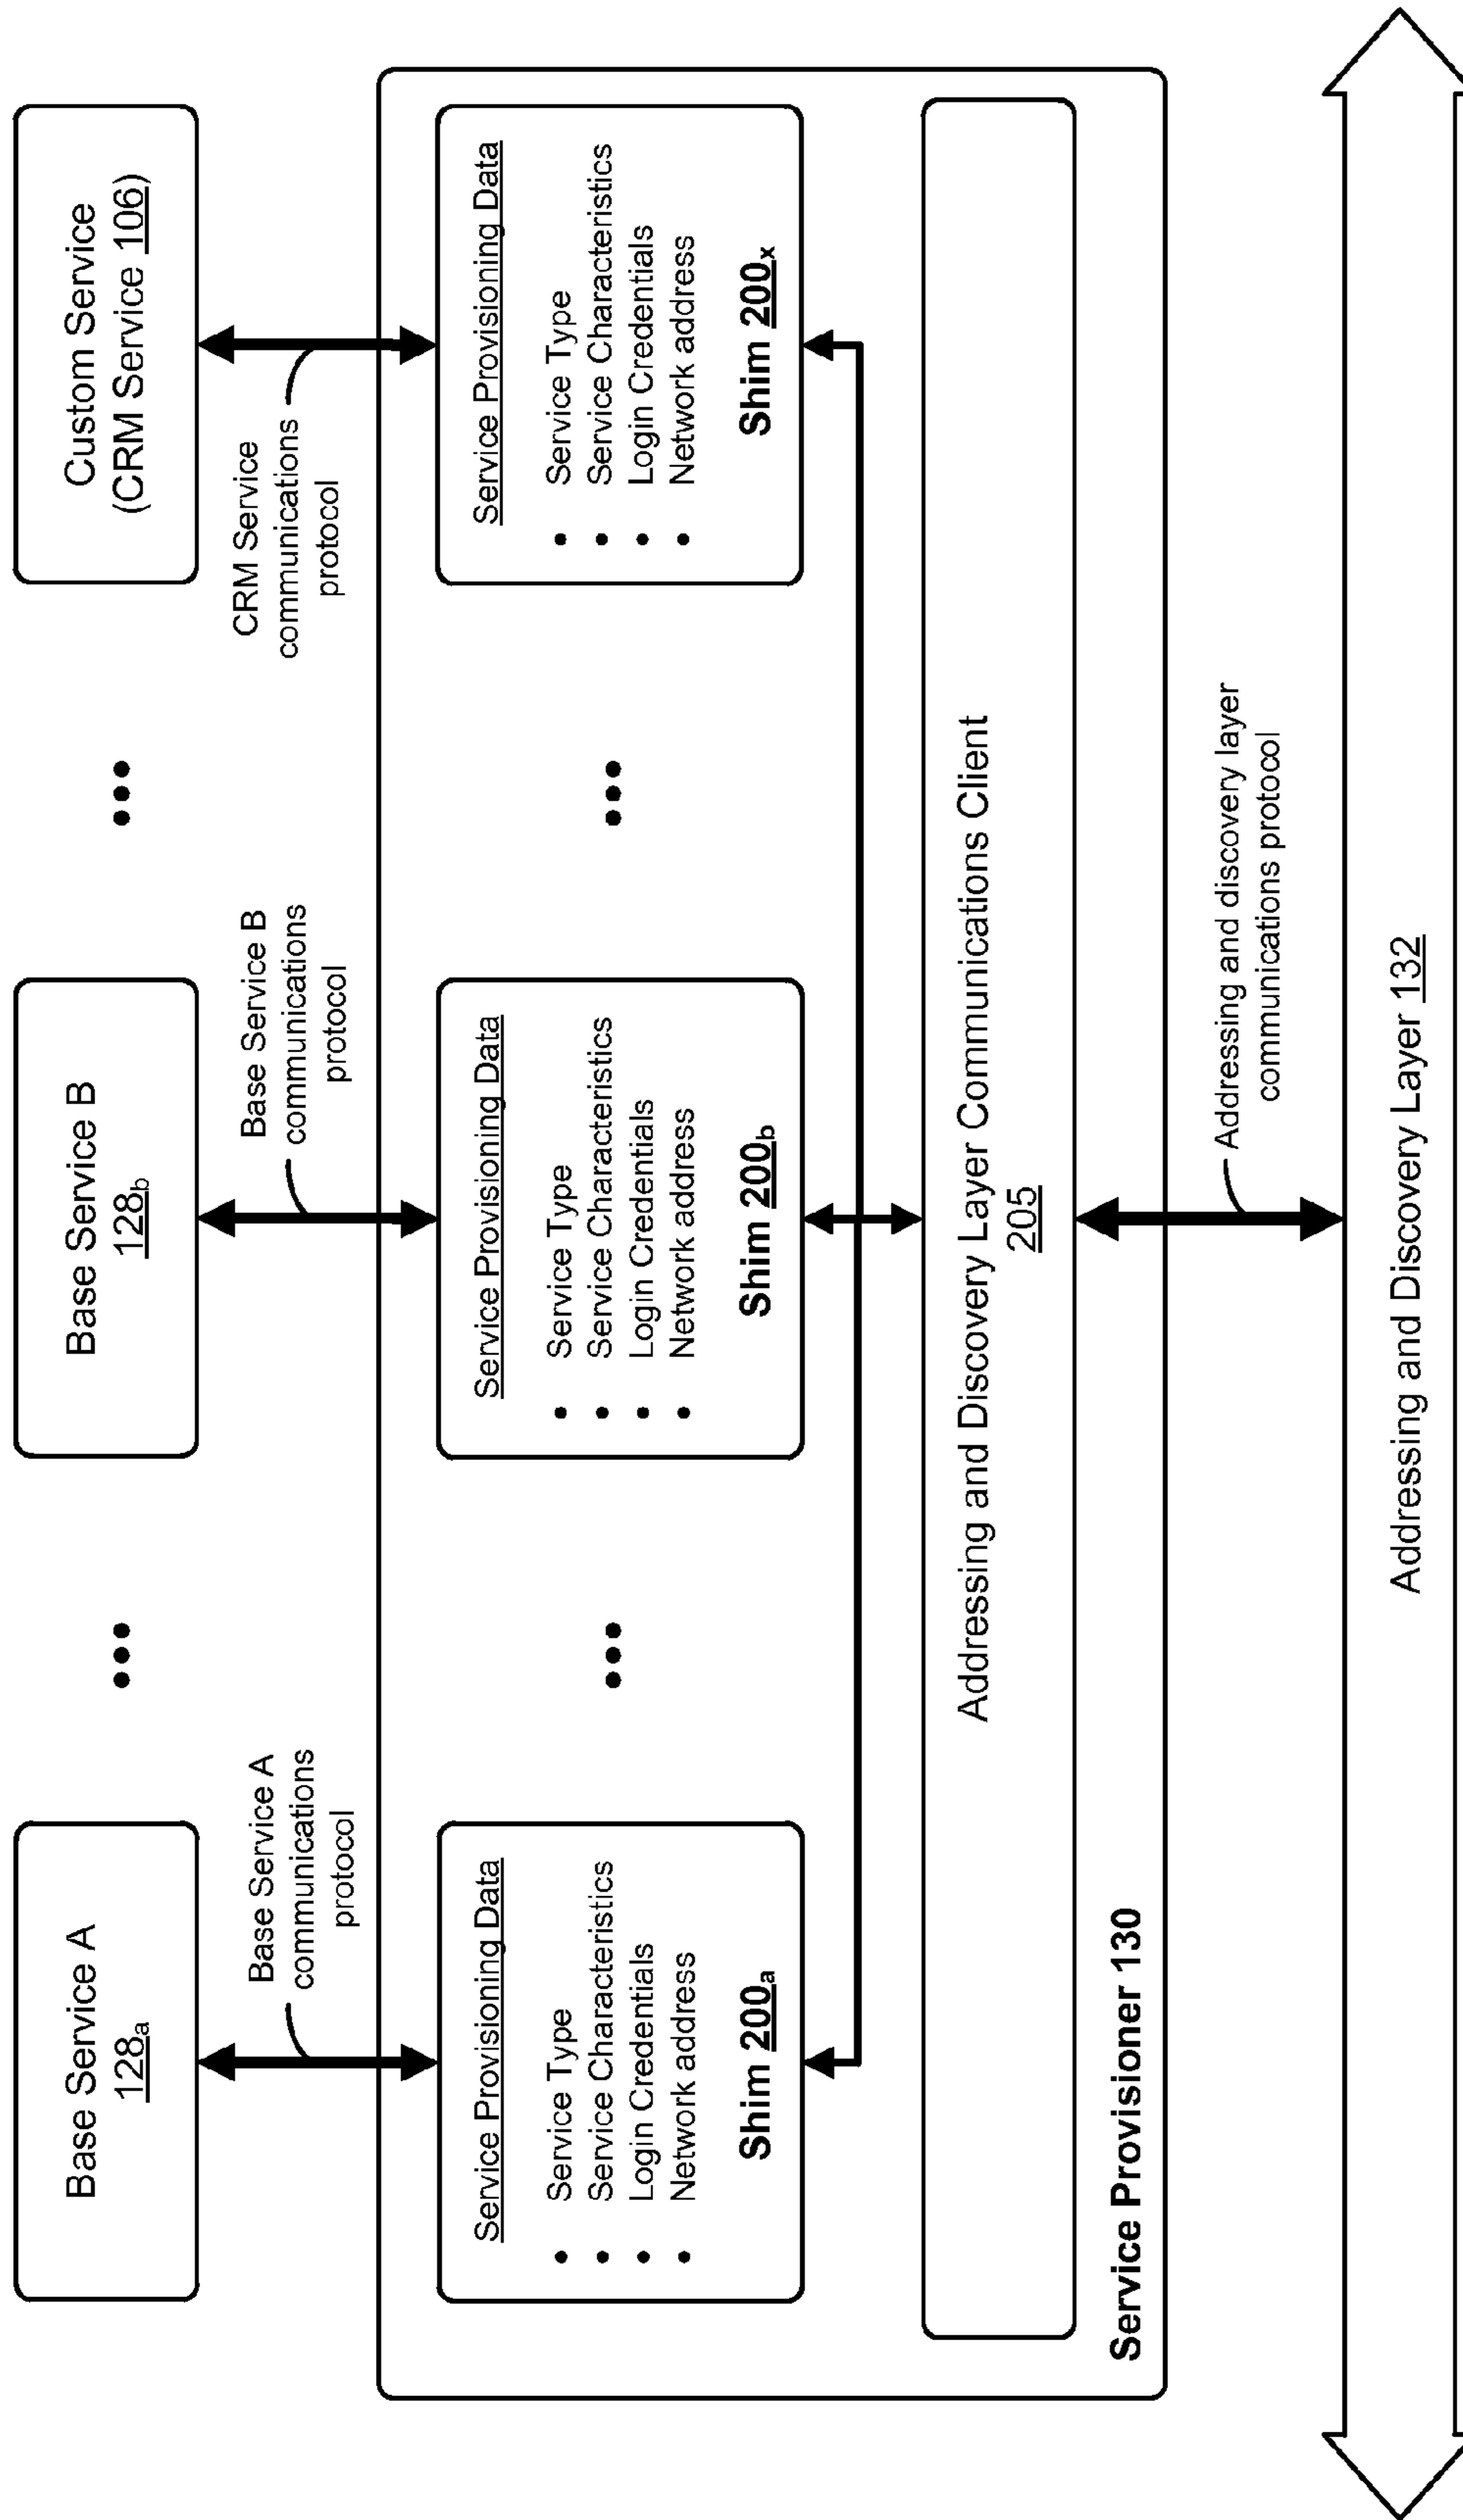 Base Service A
128a
Base Service B
128b
Custom Service
(CRM Service 106)
Base Service A
communications
protocol
Base Service B
communications
protocol
CRM Service
communications
protocol
Service Provisioning Data
• Service Type
• Service Characteristics
• Login Credentials
• Network address
Shim 200a
Service Provisioning Data
• Service Type
• Service Characteristics
• Login Credentials
• Network address
Shim 200b
Service Provisioning Data
• Service Type
• Service Characteristics
• Login Credentials
• Network address
Shim 200x
Addressing and Discovery Layer Communications Client
205
Service Provisioner 130
Addressing and discovery layer
communications protocol
Addressing and Discovery Layer 132